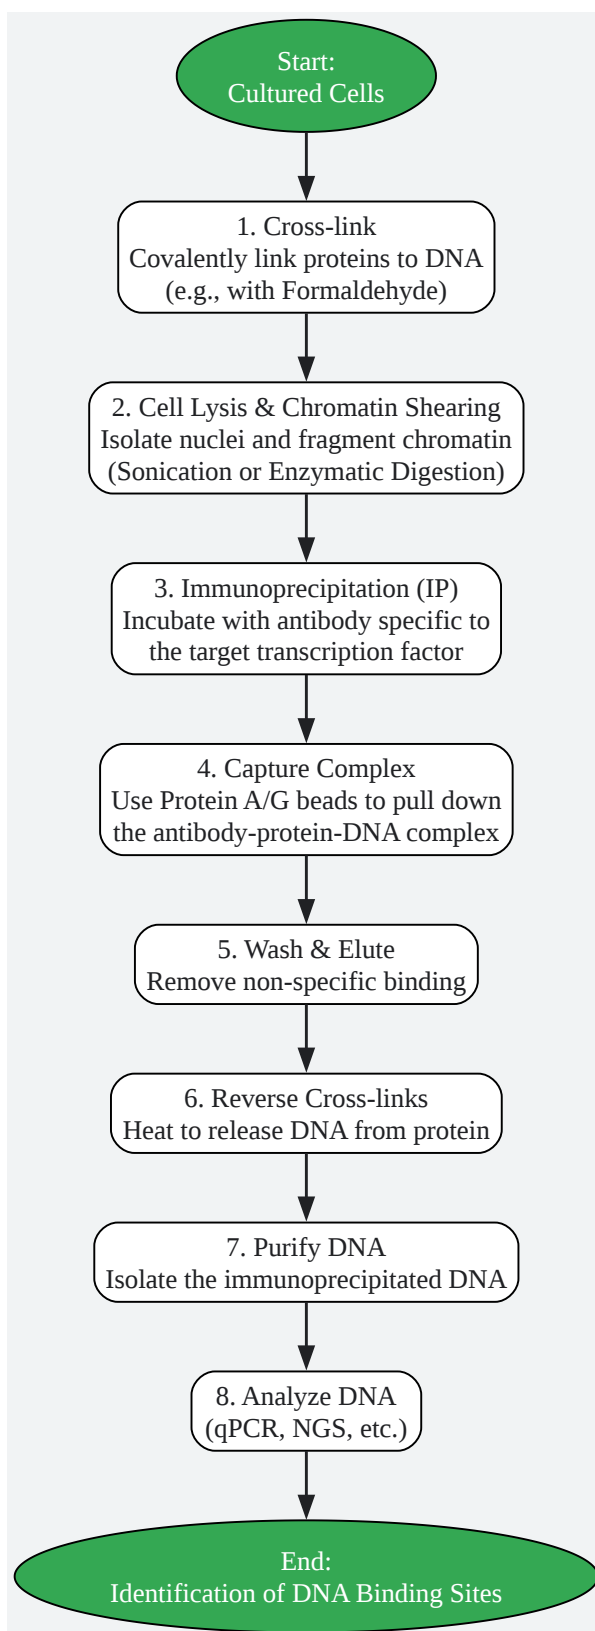 Start:
Cultured Cells
1. Cross-link
Covalently link proteins to DNA
(e.g., with Formaldehyde)
2. Cell Lysis & Chromatin Shearing
Isolate nuclei and fragment chromatin
(Sonication or Enzymatic Digestion)
3. Immunoprecipitation (IP)
Incubate with antibody specific to
the target transcription factor
4. Capture Complex
Use Protein A/G beads to pull down
the antibody-protein-DNA complex
5. Wash & Elute
Remove non-specific binding
6. Reverse Cross-links
Heat to release DNA from protein
7. Purify DNA
Isolate the immunoprecipitated DNA
8. Analyze DNA
(qPCR, NGS, etc.)
End:
Identification of DNA Binding Sites